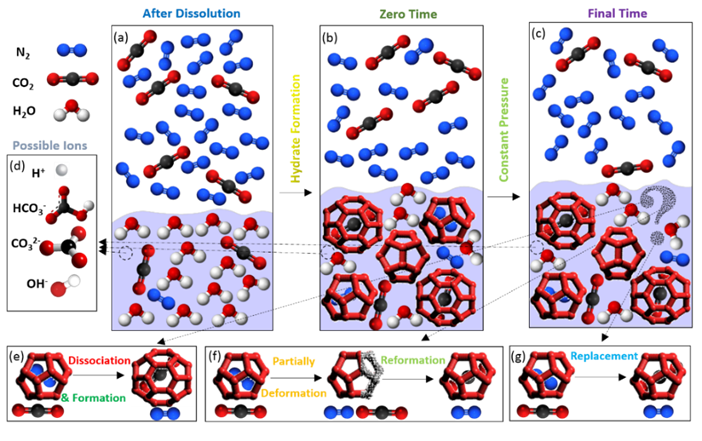 After Dissolution
Zero Time
Final Time
N₂
CO₂
H₂O
Possible Ions
(a)
(b)
(c)
Hydrate Formation
Constant Pressure
(d)
H⁺
HCO₃⁻
CO₃²⁻
OH⁻
?
(e)
Dissociation
& Formation
(f)
Partially
Deformation
Reformation
(g)
Replacement